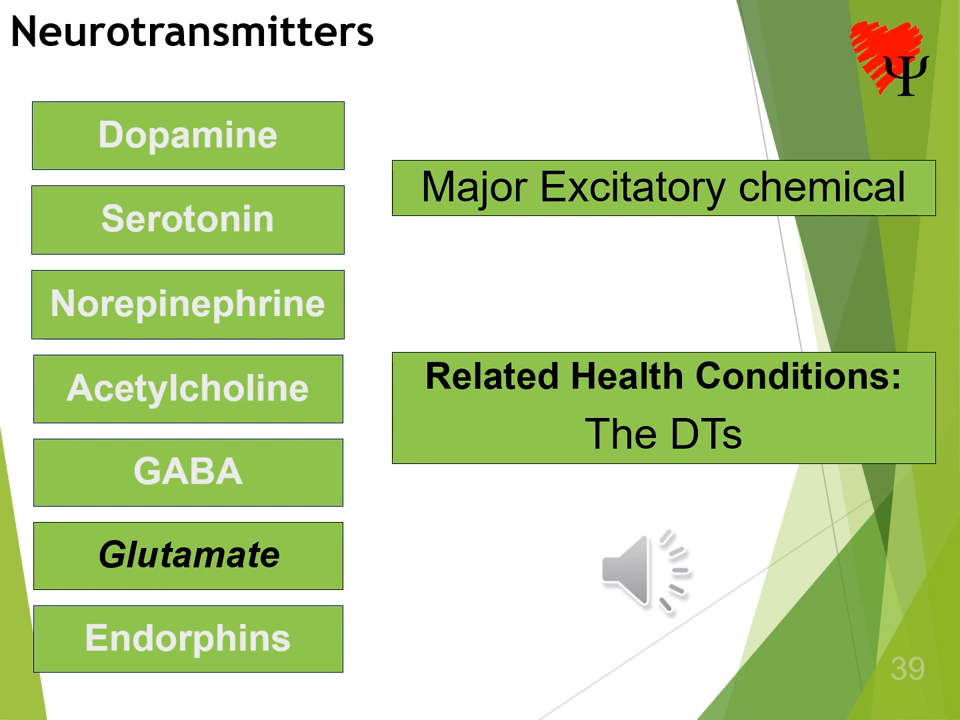 Neurotransmitters
Ψ
Dopamine
Serotonin
Norepinephrine
Acetylcholine
GABA
Glutamate
Endorphins
Major Excitatory chemical
Related Health Conditions:
The DTs
39